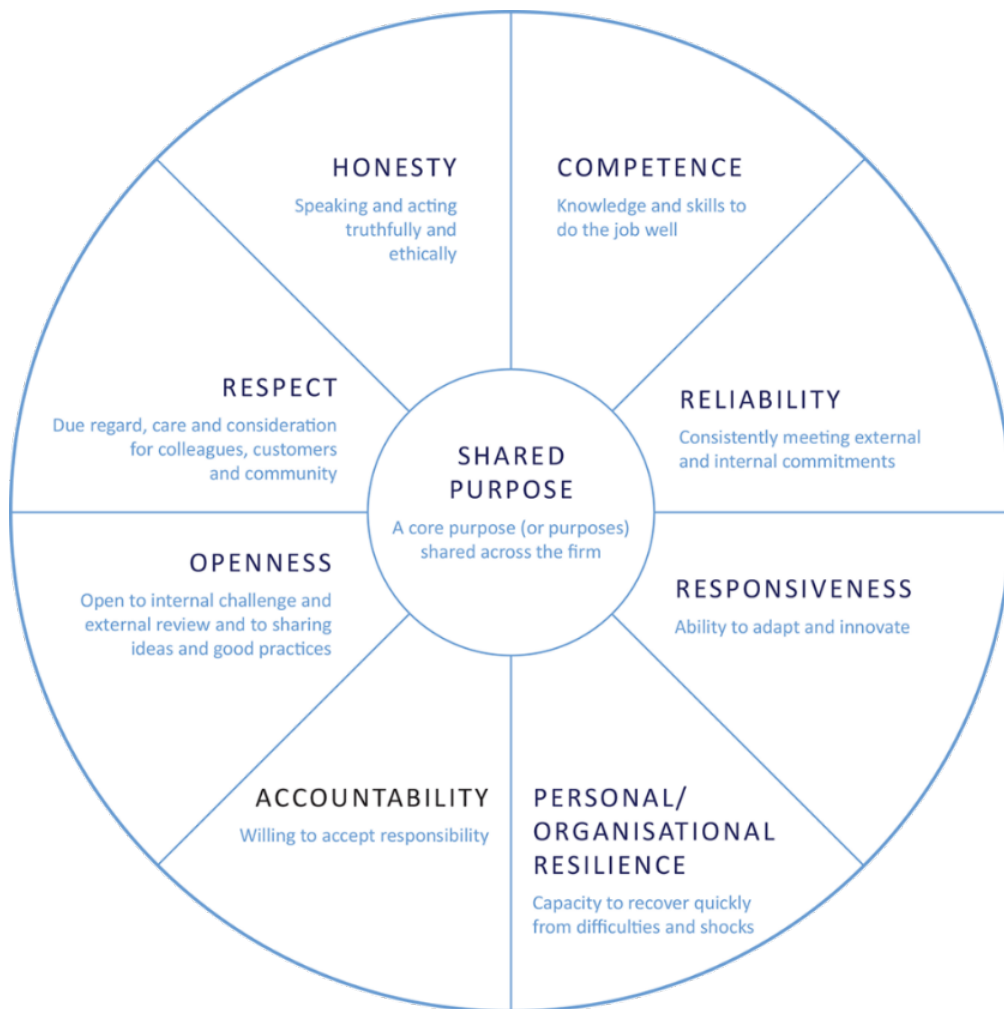 HONESTY
Speaking and acting
truthfully and
ethically
COMPETENCE
Knowledge and skills to
do the job well
RESPECT
Due regard, care and consideration
for colleagues, customers
and community
SHARED
PURPOSE
A core purpose (or purposes)
shared across the firm
RELIABILITY
Consistently meeting external
and internal commitments
OPENNESS
Open to internal challenge and
external review and to sharing
ideas and good practices
RESPONSIVENESS
Ability to adapt and innovate
ACCOUNTABILITY
Willing to accept responsibility
PERSONAL/
ORGANISATIONAL
RESILIENCE
Capacity to recover quickly
from difficulties and shocks